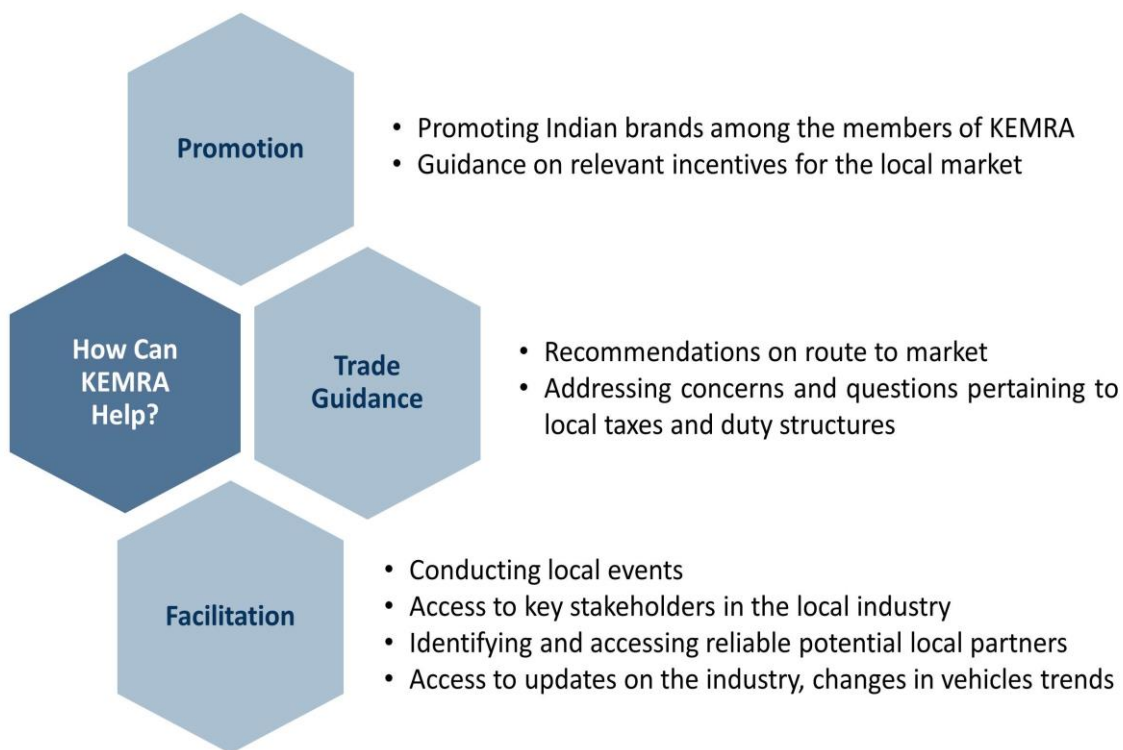 Promotion
• Promoting Indian brands among the members of KEMRA
• Guidance on relevant incentives for the local market
How Can
KEMRA
Help?
Trade
Guidance
• Recommendations on route to market
• Addressing concerns and questions pertaining to
local taxes and duty structures
Facilitation
• Conducting local events
• Access to key stakeholders in the local industry
• Identifying and accessing reliable potential local partners
• Access to updates on the industry, changes in vehicles trends